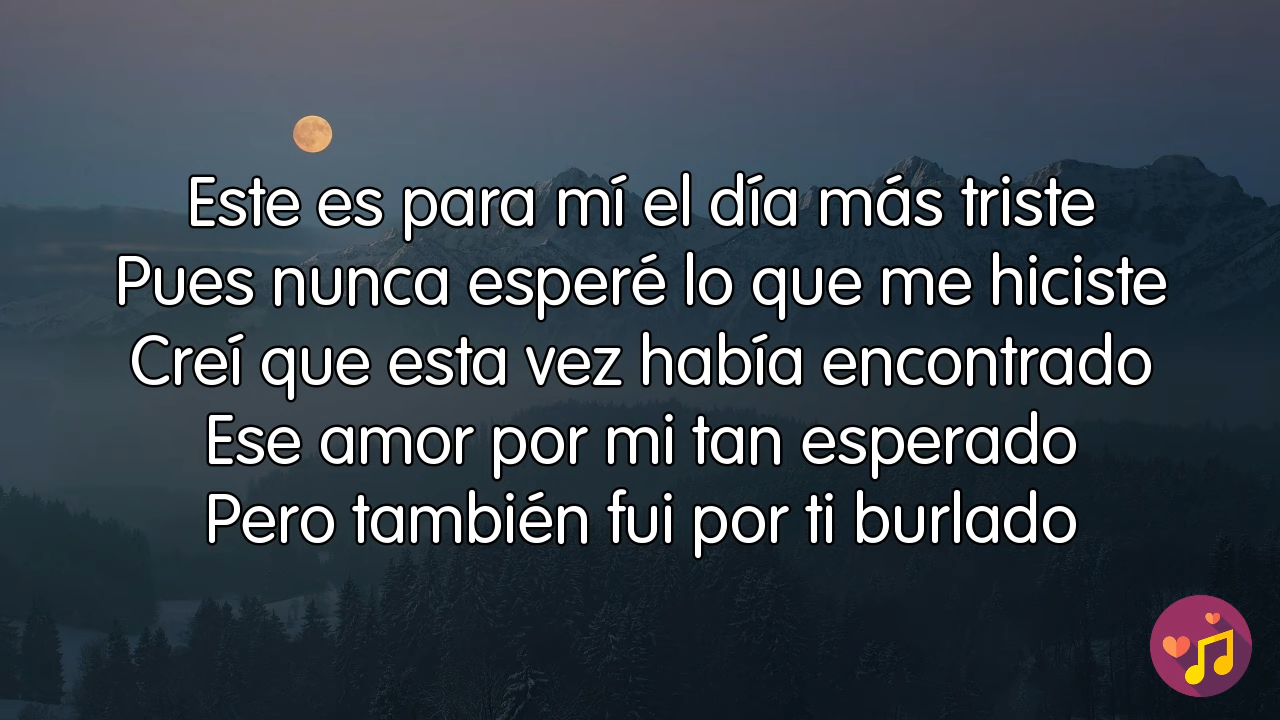 Este es para mí el día más triste
Pues nunca esperé lo que me hiciste
Creí que esta vez había encontrado
Ese amor por mi tan esperado
Pero también fui por ti burlado